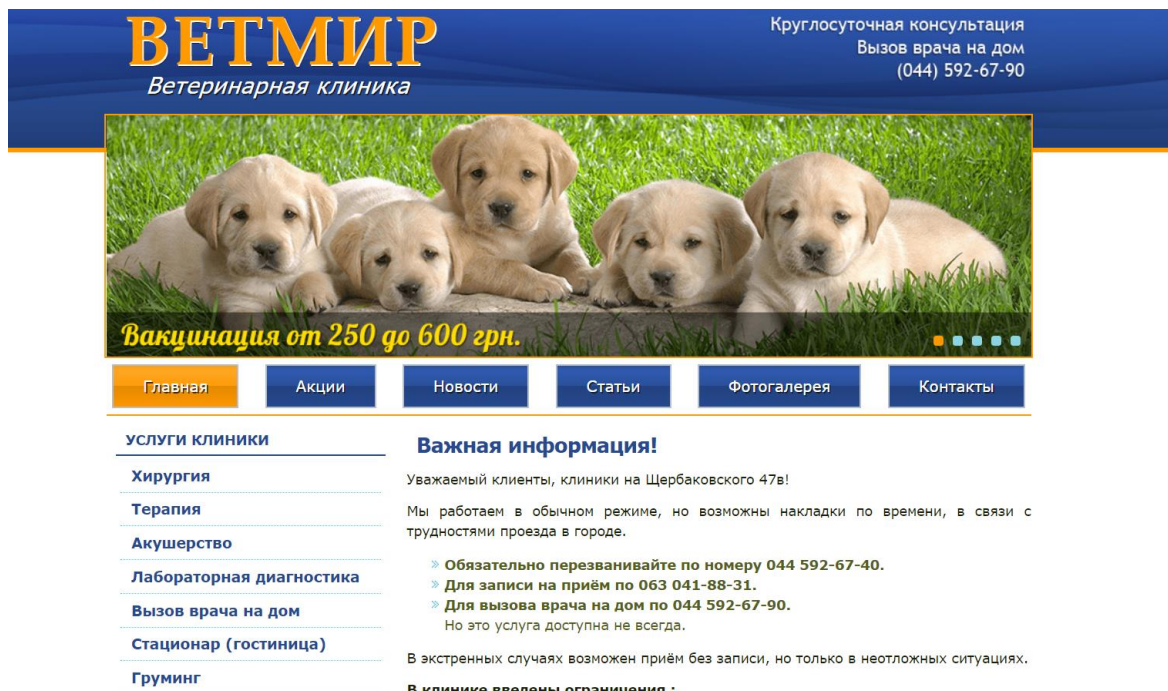 ВЕТМИР
Ветеринарная клиника
Круглосуточная консультация
Вызов врача на дом
(044) 592-67-90
Вакцинация от 250 до 600 грн.
Главная
Акции
Новости
Статьи
Фотогалерея
Контакты
УСЛУГИ КЛИНИКИ
Хирургия
Терапия
Акушерство
Лабораторная диагностика
Вызов врача на дом
Стационар (гостиница)
Груминг
Важная информация!
Уважаемый клиенты, клиники на Щербаковского 47в!
Мы работаем в обычном режиме, но возможны накладки по времени, в связи с
трудностями проезда в городе.
» Обязательно перезванивайте по номеру 044 592-67-40.
» Для записи на приём по 063 041-88-31.
» Для вызова врача на дом по 044 592-67-90.
Но это услуга доступна не всегда.
В экстренных случаях возможен приём без записи, но только в неотложных ситуациях.
В клинике введены ограничения :